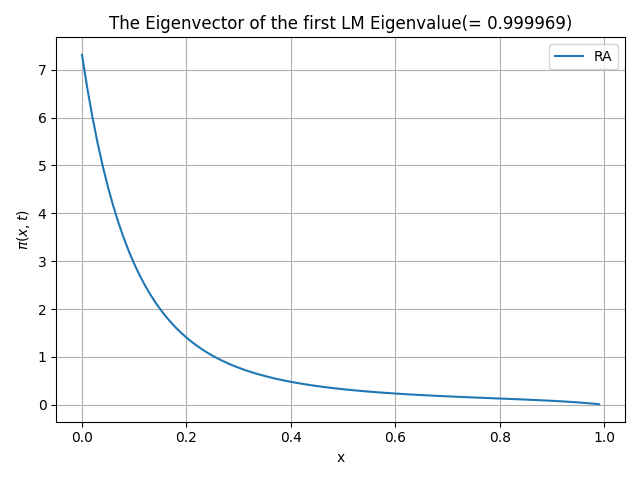 The Eigenvector of the first LM Eigenvalue(= 0.999969)
RA
7
6
5
4
3
2
1
0
π(x, t)
0.0 0.2 0.4 0.6 0.8 1.0
x